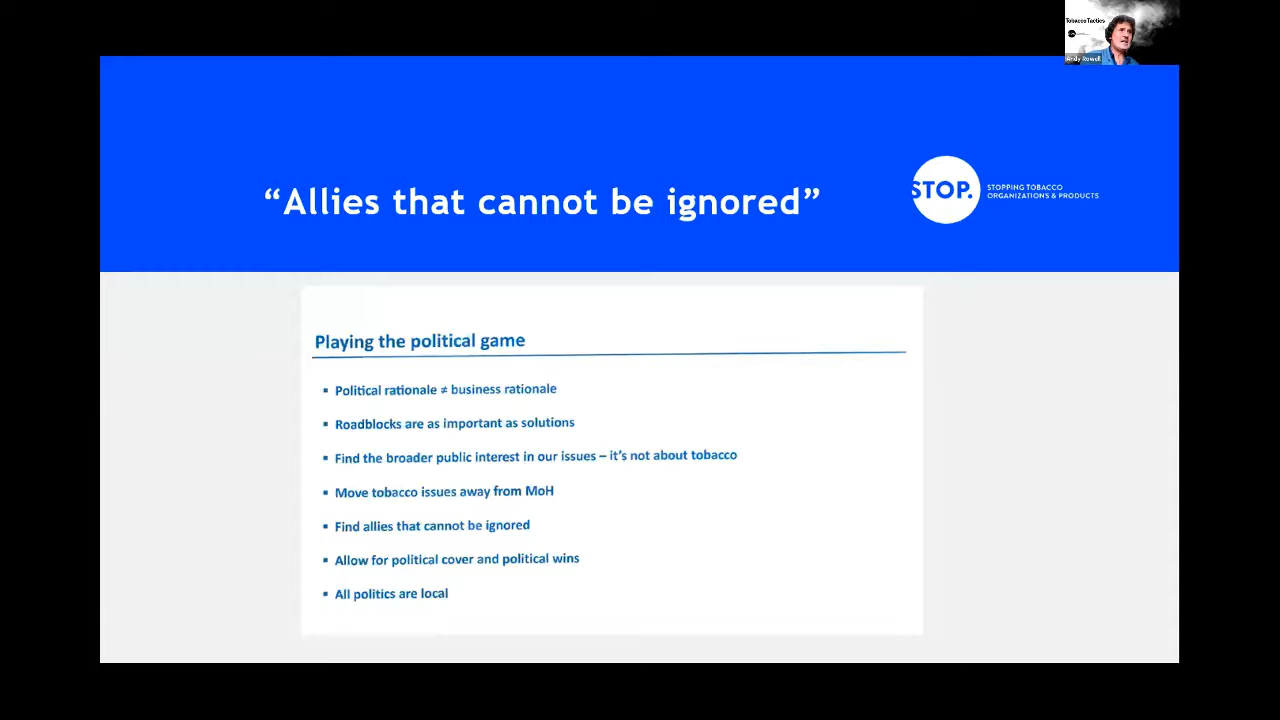 Tobacco Tactics
Andy Rowell
“Allies that cannot be ignored”
STOP.
STOPPING TOBACCO
ORGANIZATIONS & PRODUCTS
Playing the political game
▪ Political rationale ≠ business rationale
▪ Roadblocks are as important as solutions
▪ Find the broader public interest in our issues – it’s not about tobacco
▪ Move tobacco issues away from MoH
▪ Find allies that cannot be ignored
▪ Allow for political cover and political wins
▪ All politics are local